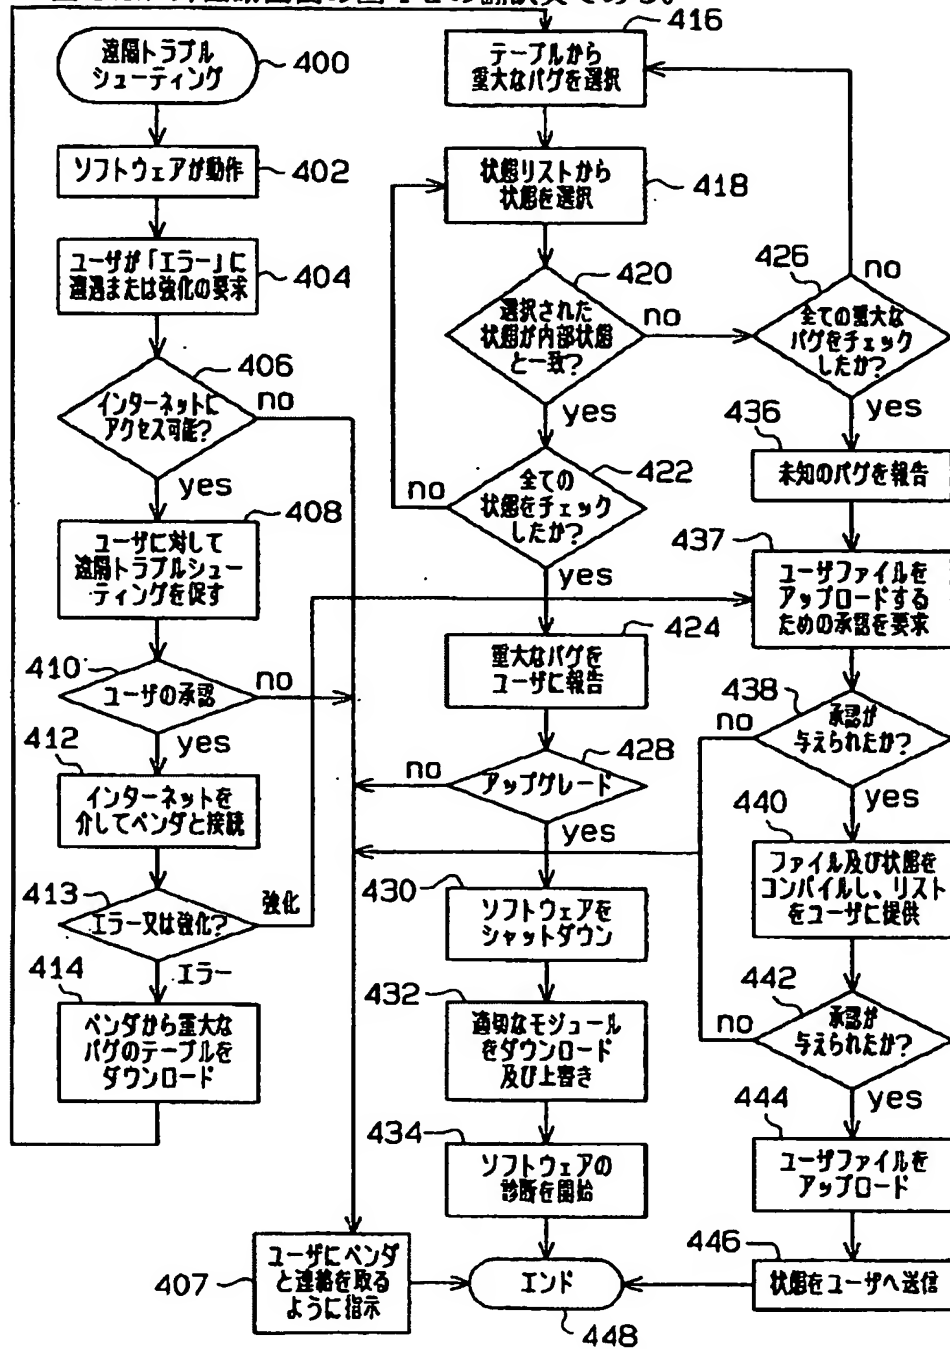 遠隔トラブル
シューティング
400
ソフトウェアが動作
402
ユーザが「エラー」に
遭遇または強化の要求
404
406
インターネットに
アクセス可能?
no
yes
408
ユーザに対して
遠隔トラブルシュー
ティングを促す
410
ユーザの承認
no
yes
412
インターネットを
介してベンダと接続
413
エラー又は強化?
強化
エラー
414
ベンダから重大な
バグのテーブルを
ダウンロード
407
ユーザにベンダ
と連絡を取る
ように指示
416
テーブルから
重大なバグを選択
状態リストから
状態を選択
418
420
選択された
状態が内部状態
と一致?
no
yes
422
全ての
状態をチェック
したか?
no
yes
424
重大なバグを
ユーザに報告
428
アップグレード
no
yes
430
ソフトウェアを
シャットダウン
432
適切なモジュール
をダウンロード
及び上書き
434
ソフトウェアの
診断を開始
エンド
448
426
no
全ての重大な
バグをチェック
したか?
yes
436
未知のバグを報告
437
ユーザファイルを
アップロードする
ための承認を要求
438
承認が
与えられたか?
no
yes
440
ファイル及び状態を
コンパイルし、リスト
をユーザに提供
442
承認が
与えられたか?
no
yes
444
ユーザファイルを
アップロード
446
状態をユーザへ送信